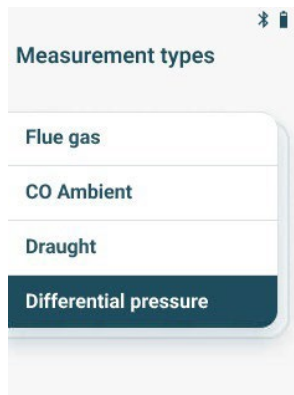 Measurement types
Flue gas
CO Ambient
Draught
Differential pressure